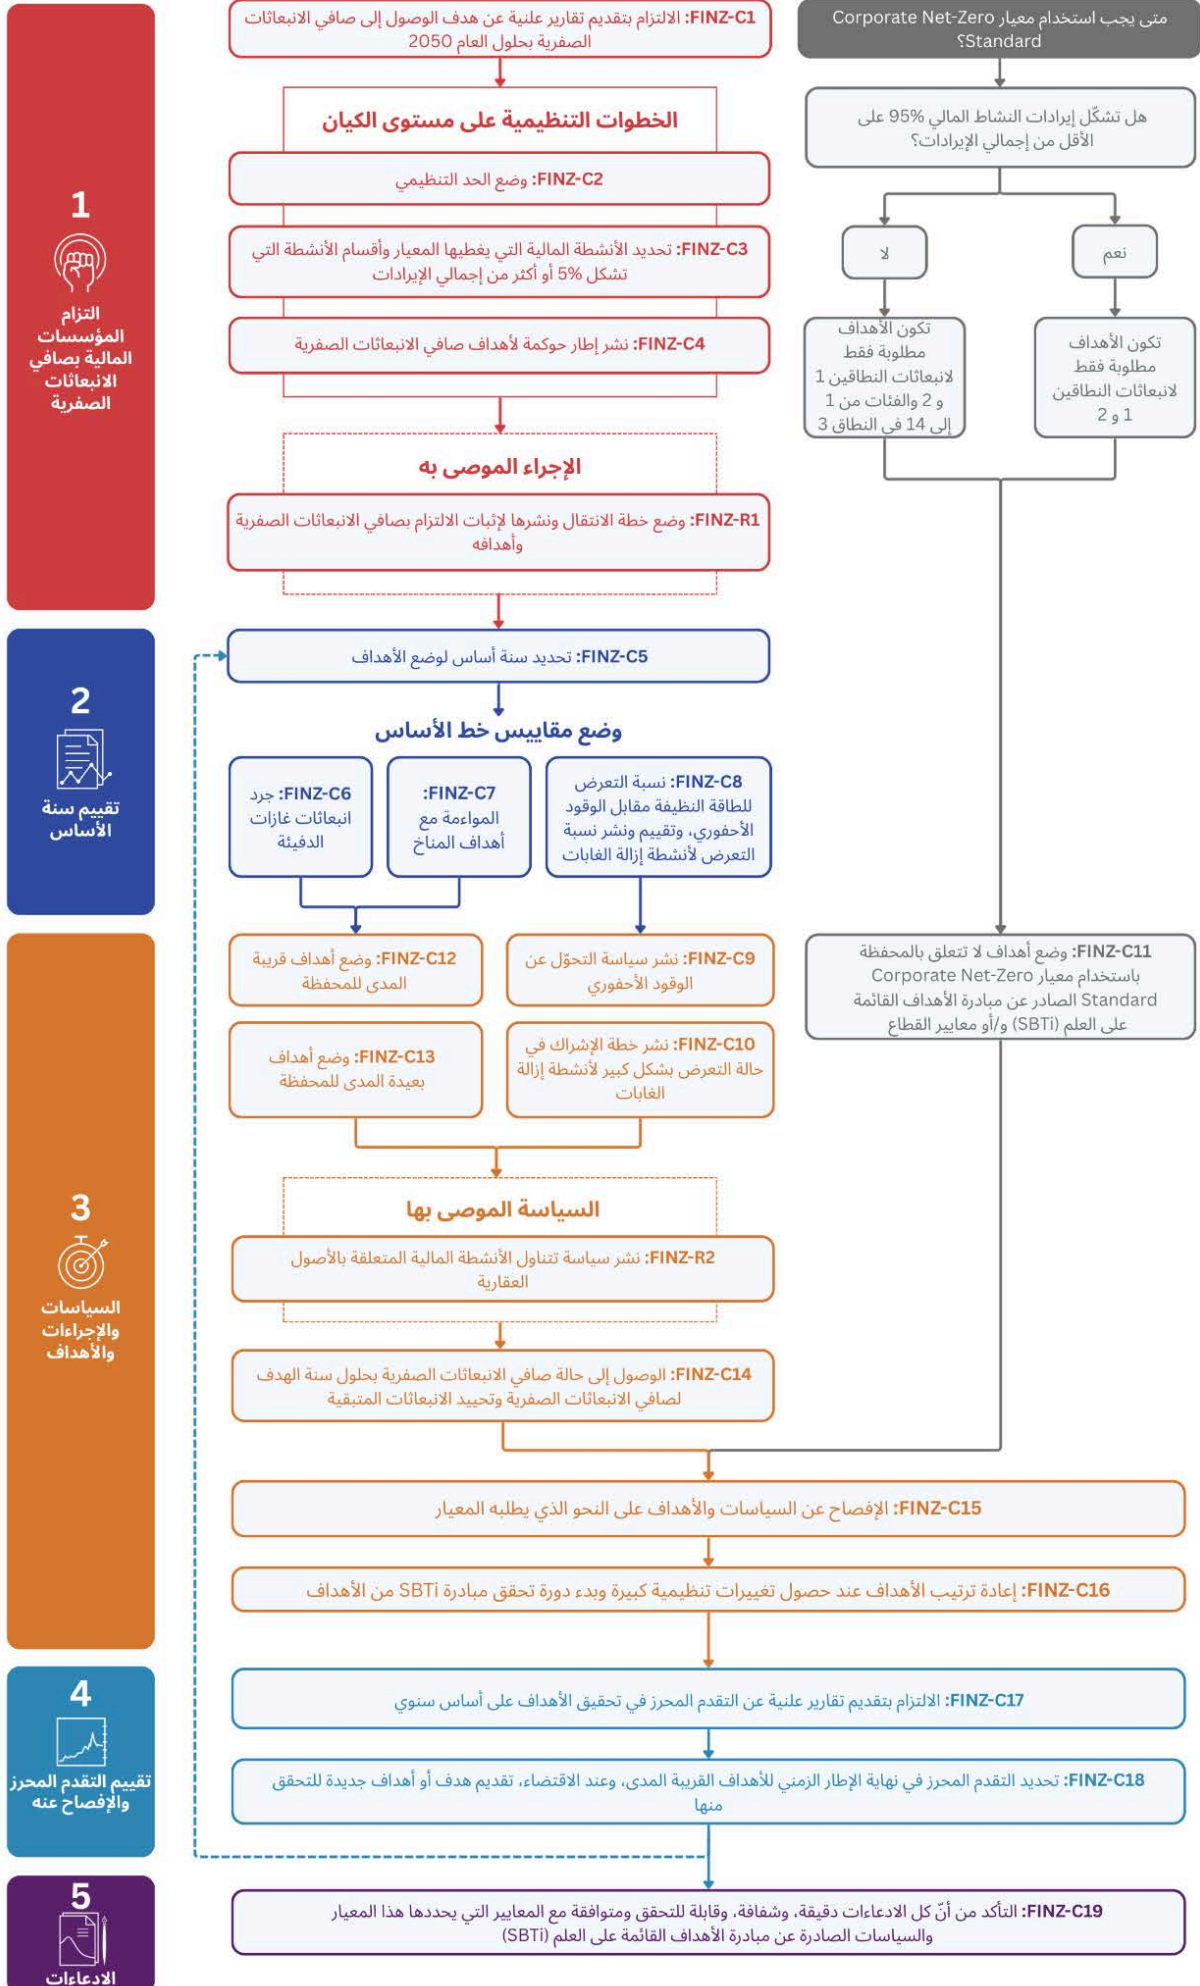 متى يجب استخدام معيار Corporate Net-Zero
Standard؟
هل تشكّل إيرادات النشاط المالي 95% على
الأقل من إجمالي الإيرادات؟
نعم
لا
تكون الأهداف
مطلوبة فقط
لانبعاثات النطاقين
1 و 2
تكون الأهداف
مطلوبة فقط
لانبعاثات النطاقين 1
و 2 والفئات من 1
إلى 14 في النطاق 3
FINZ-C11: وضع أهداف لا تتعلق بالمحفظة
باستخدام معيار Corporate Net-Zero
Standard الصادر عن مبادرة الأهداف القائمة
على العلم (SBTi) و/أو معايير القطاع
1
التزام
المؤسسات
المالية بصافي
الانبعاثات
الصفرية
FINZ-C1: الالتزام بتقديم تقارير علنية عن هدف الوصول إلى صافي الانبعاثات
الصفرية بحلول العام 2050
الخطوات التنظيمية على مستوى الكيان
FINZ-C2: وضع الحد التنظيمي
FINZ-C3: تحديد الأنشطة المالية التي يغطيها المعيار وأقسام الأنشطة التي
تشكل 5% أو أكثر من إجمالي الإيرادات
FINZ-C4: نشر إطار حوكمة لأهداف صافي الانبعاثات الصفرية
الإجراء الموصى به
FINZ-R1: وضع خطة الانتقال ونشرها لإثبات الالتزام بصافي الانبعاثات الصفرية
وأهدافه
2
تقييم سنة
الأساس
FINZ-C5: تحديد سنة أساس لوضع الأهداف
وضع مقاييس خط الأساس
FINZ-C8: نسبة التعرض
للطاقة النظيفة مقابل الوقود
الأحفوري، وتقييم ونشر نسبة
التعرض لأنشطة إزالة الغابات
FINZ-C7:
المواءمة مع
أهداف المناخ
FINZ-C6: جرد
انبعاثات غازات
الدفيئة
3
السياسات
والإجراءات
والأهداف
FINZ-C9: نشر سياسة التحوّل عن
الوقود الأحفوري
FINZ-C12: وضع أهداف قريبة
المدى للمحفظة
FINZ-C10: نشر خطة الإشراك في
حالة التعرض بشكل كبير لأنشطة إزالة
الغابات
FINZ-C13: وضع أهداف
بعيدة المدى للمحفظة
السياسة الموصى بها
FINZ-R2: نشر سياسة تتناول الأنشطة المالية المتعلقة بالأصول
العقارية
FINZ-C14: الوصول إلى حالة صافي الانبعاثات الصفرية بحلول سنة الهدف
لصافي الانبعاثات الصفرية وتحييد الانبعاثات المتبقية
FINZ-C15: الإفصاح عن السياسات والأهداف على النحو الذي يطلبه المعيار
FINZ-C16: إعادة ترتيب الأهداف عند حصول تغييرات تنظيمية كبيرة وبدء دورة تحقق مبادرة SBTi من الأهداف
4
تقييم التقدم المحرز
والإفصاح عنه
FINZ-C17: الالتزام بتقديم تقارير علنية عن التقدم المحرز في تحقيق الأهداف على أساس سنوي
FINZ-C18: تحديد التقدم المحرز في نهاية الإطار الزمني للأهداف القريبة المدى، وعند الاقتضاء، تقديم هدف أو أهداف جديدة للتحقق
منها
5
الادعاءات
FINZ-C19: التأكد من أنّ كل الادعاءات دقيقة، وشفافة، وقابلة للتحقق ومتوافقة مع المعايير التي يحددها هذا المعيار
والسياسات الصادرة عن مبادرة الأهداف القائمة على العلم (SBTi)